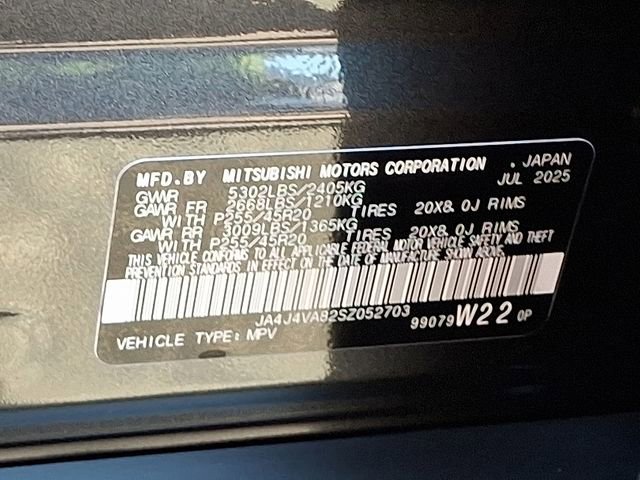 MFD.BY MITSUBISHI MOTORS CORPORATION . JAPAN
JUL 2025
GVWR 5302LBS/2405KG
GAWR FR 2668LBS/1210KG
WITH P255/45R20 TIRES 20X8.0J RIMS
GAWR RR 3009LBS/1365KG
WITH P255/45R20 TIRES 20X8.0J RIMS
THIS VEHICLE CONFORMS TO ALL APPLICABLE FEDERAL MOTOR VEHICLE SAFETY AND THEFT
PREVENTION STANDARDS IN EFFECT ON THE DATE OF MANUFACTURE SHOWN ABOVE.
JA4J4VA82SZ052703
VEHICLE TYPE: MPV 99079 W22 0P